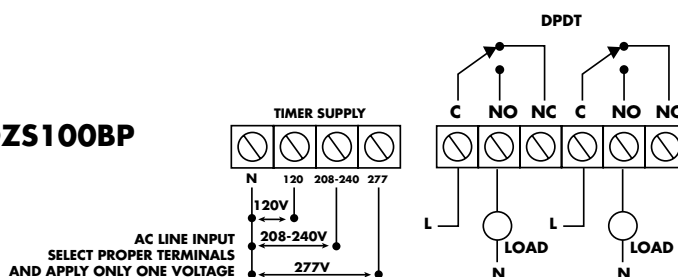 DPDT
TIMER SUPPLY
C NO NC C NO NC
ZS100BP
N 120 208-240 277
120V
L L
AC LINE INPUT
208-240V
LOAD LOAD
SELECT PROPER TERMINALS
AND APPLY ONLY ONE VOLTAGE
277V
N N